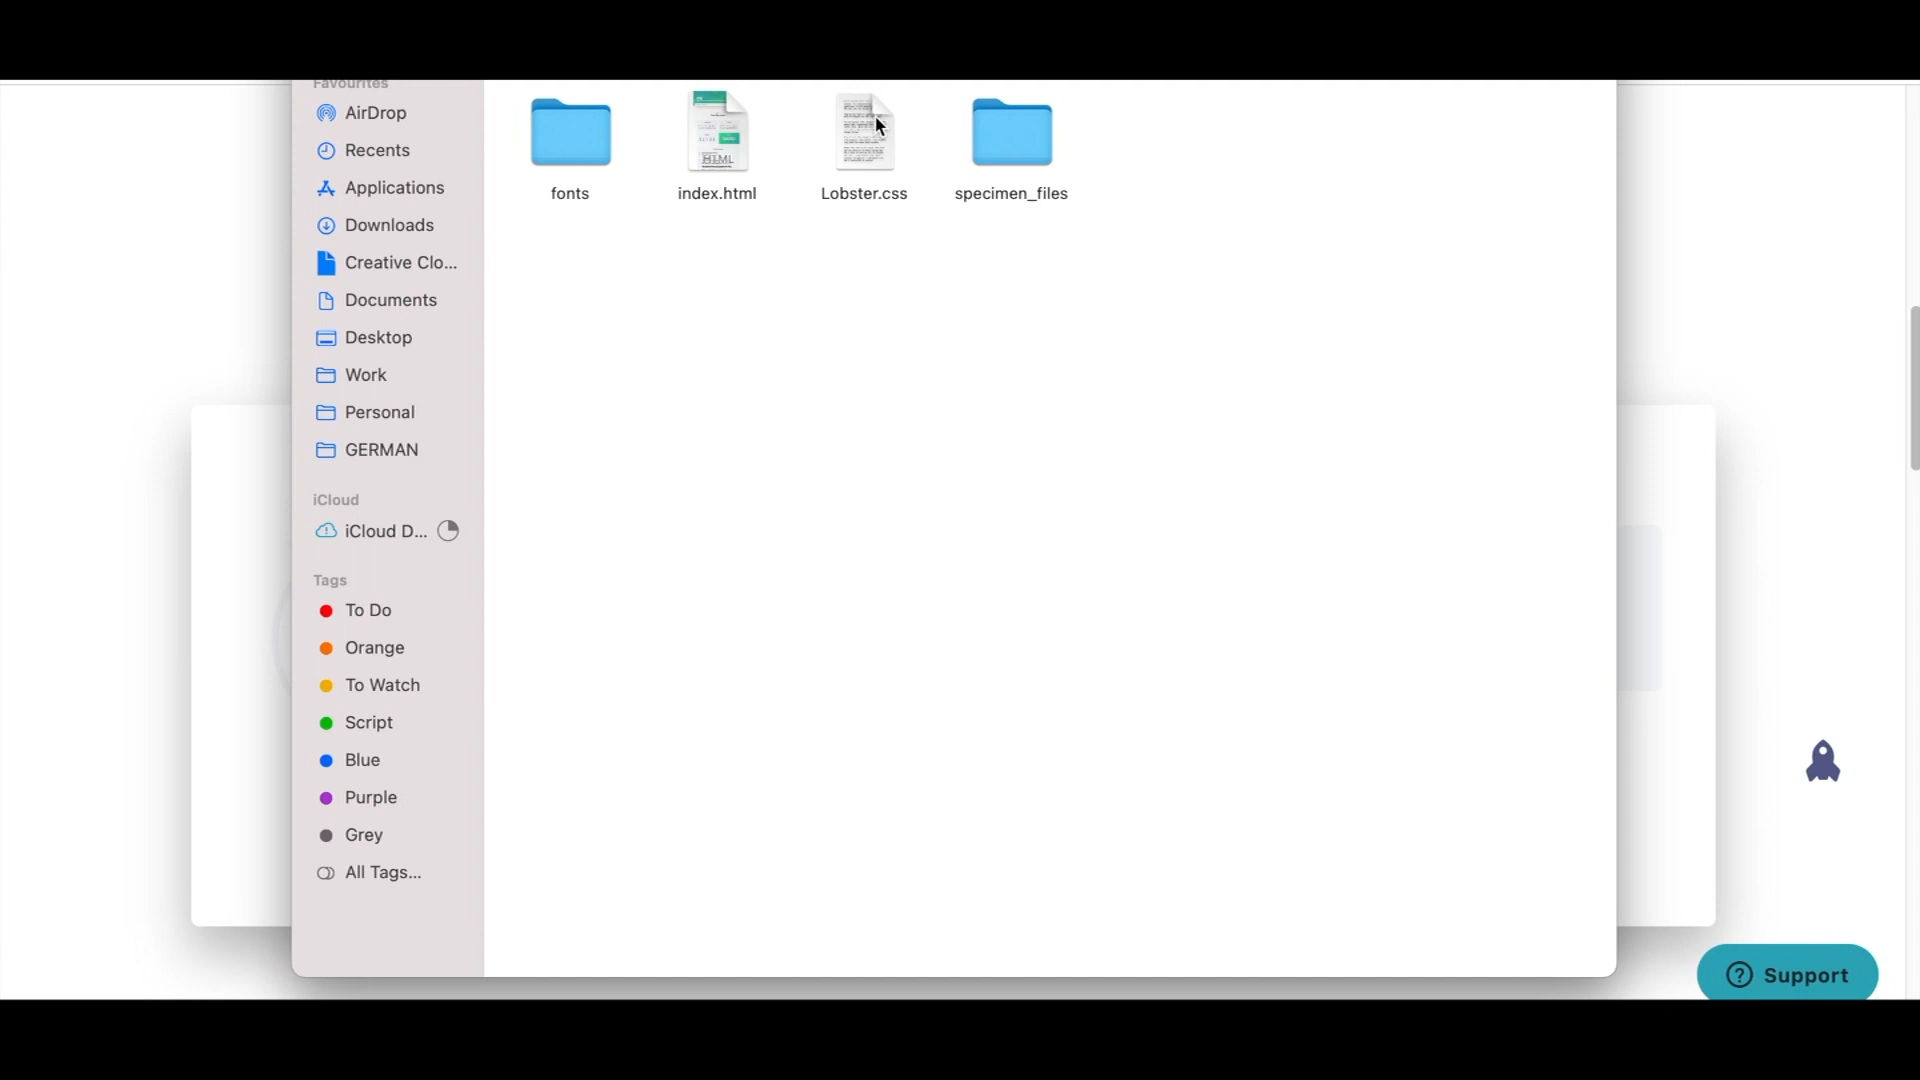 Favourites
AirDrop
Recents
Applications
Downloads
Creative Clo...
Documents
Desktop
Work
Personal
GERMAN
iCloud
iCloud D...
Tags
To Do
Orange
To Watch
Script
Blue
Purple
Grey
All Tags...
HTML
fonts
index.html
Lobster.css
specimen_files
Support